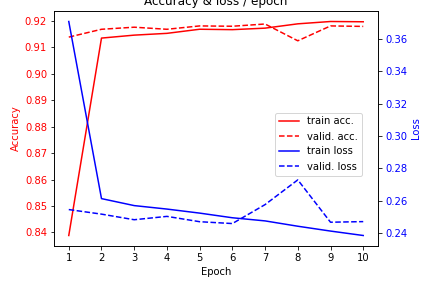 Accuracy & loss / epoch
0.92
0.91
0.90
0.89
0.88
0.87
0.86
0.85
0.84
Accuracy
0.36
0.34
0.32
0.30
0.28
0.26
0.24
Loss
train acc.
valid. acc.
train loss
valid. loss
1 2 3 4 5 6 7 8 9 10
Epoch